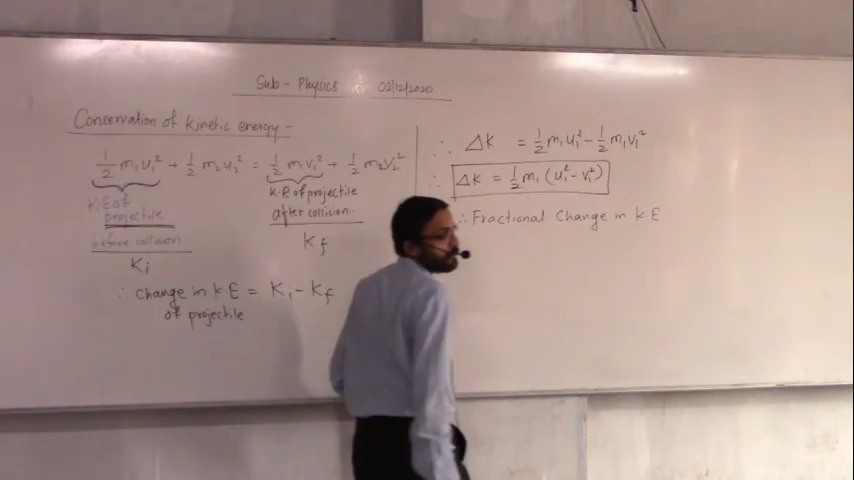 Sub - Physics 02/12/2020
Conservation of kinetic energy -
½ m₁u₁² + ½ m₂u₂² = ½ m₁v₁² + ½ m₂v₂²
K.E of projectile before collision
Ki
K.E of projectile after collision.
Kf
∴ Change in K E = Ki - Kf
of projectile
∴ ΔK = ½ m₁u₁² - ½ m₁v₁²
∴ ΔK = ½ m₁ (u₁² - v₁²)
∴ Fractional Change in K E